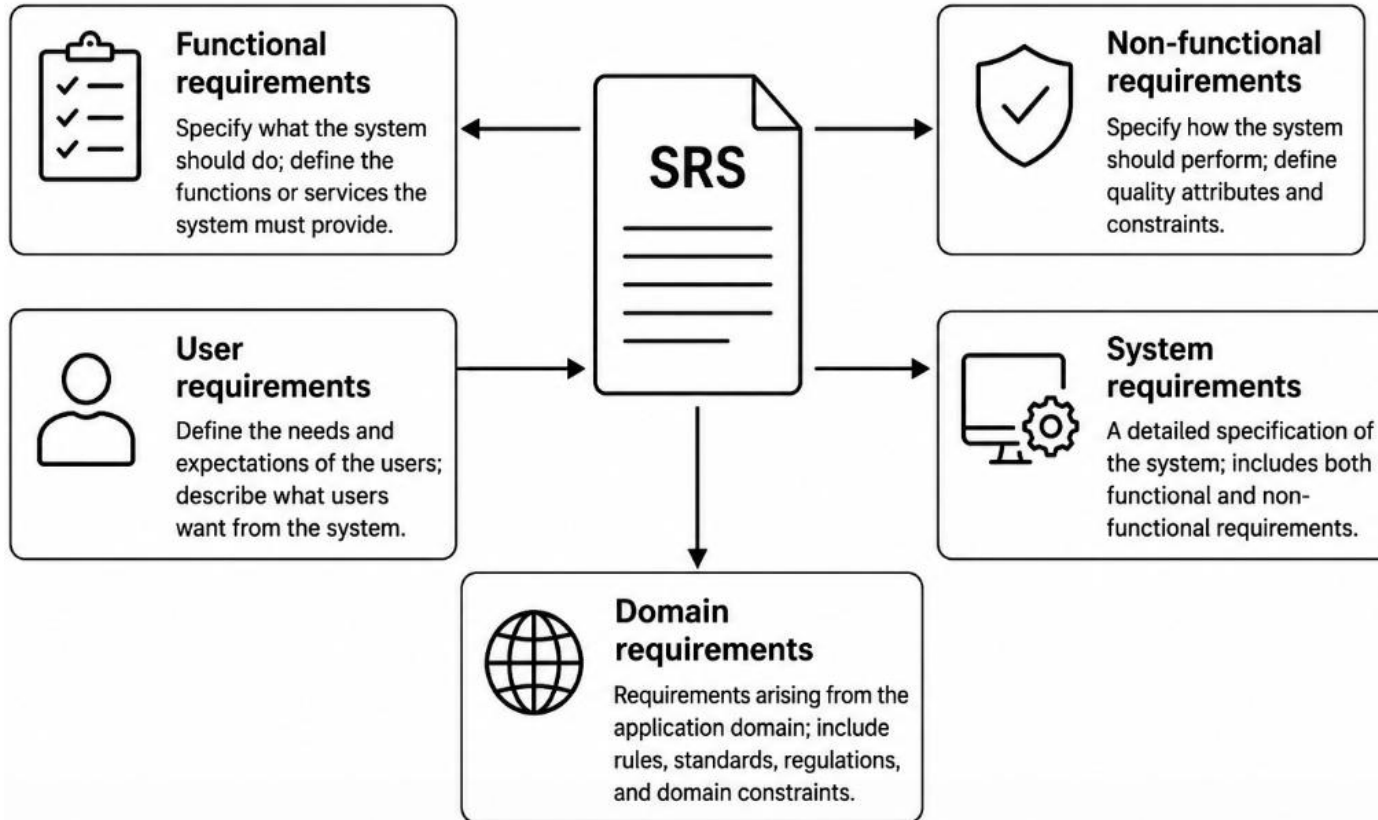 Functional
requirements
Specify what the system
should do; define the
functions or services the
system must provide.
SRS
Non-functional
requirements
Specify how the system
should perform; define
quality attributes and
constraints.
User
requirements
Define the needs and
expectations of the users;
describe what users
want from the system.
System
requirements
A detailed specification of
the system; includes both
functional and non-
functional requirements.
Domain
requirements
Requirements arising from the
application domain; include
rules, standards, regulations,
and domain constraints.